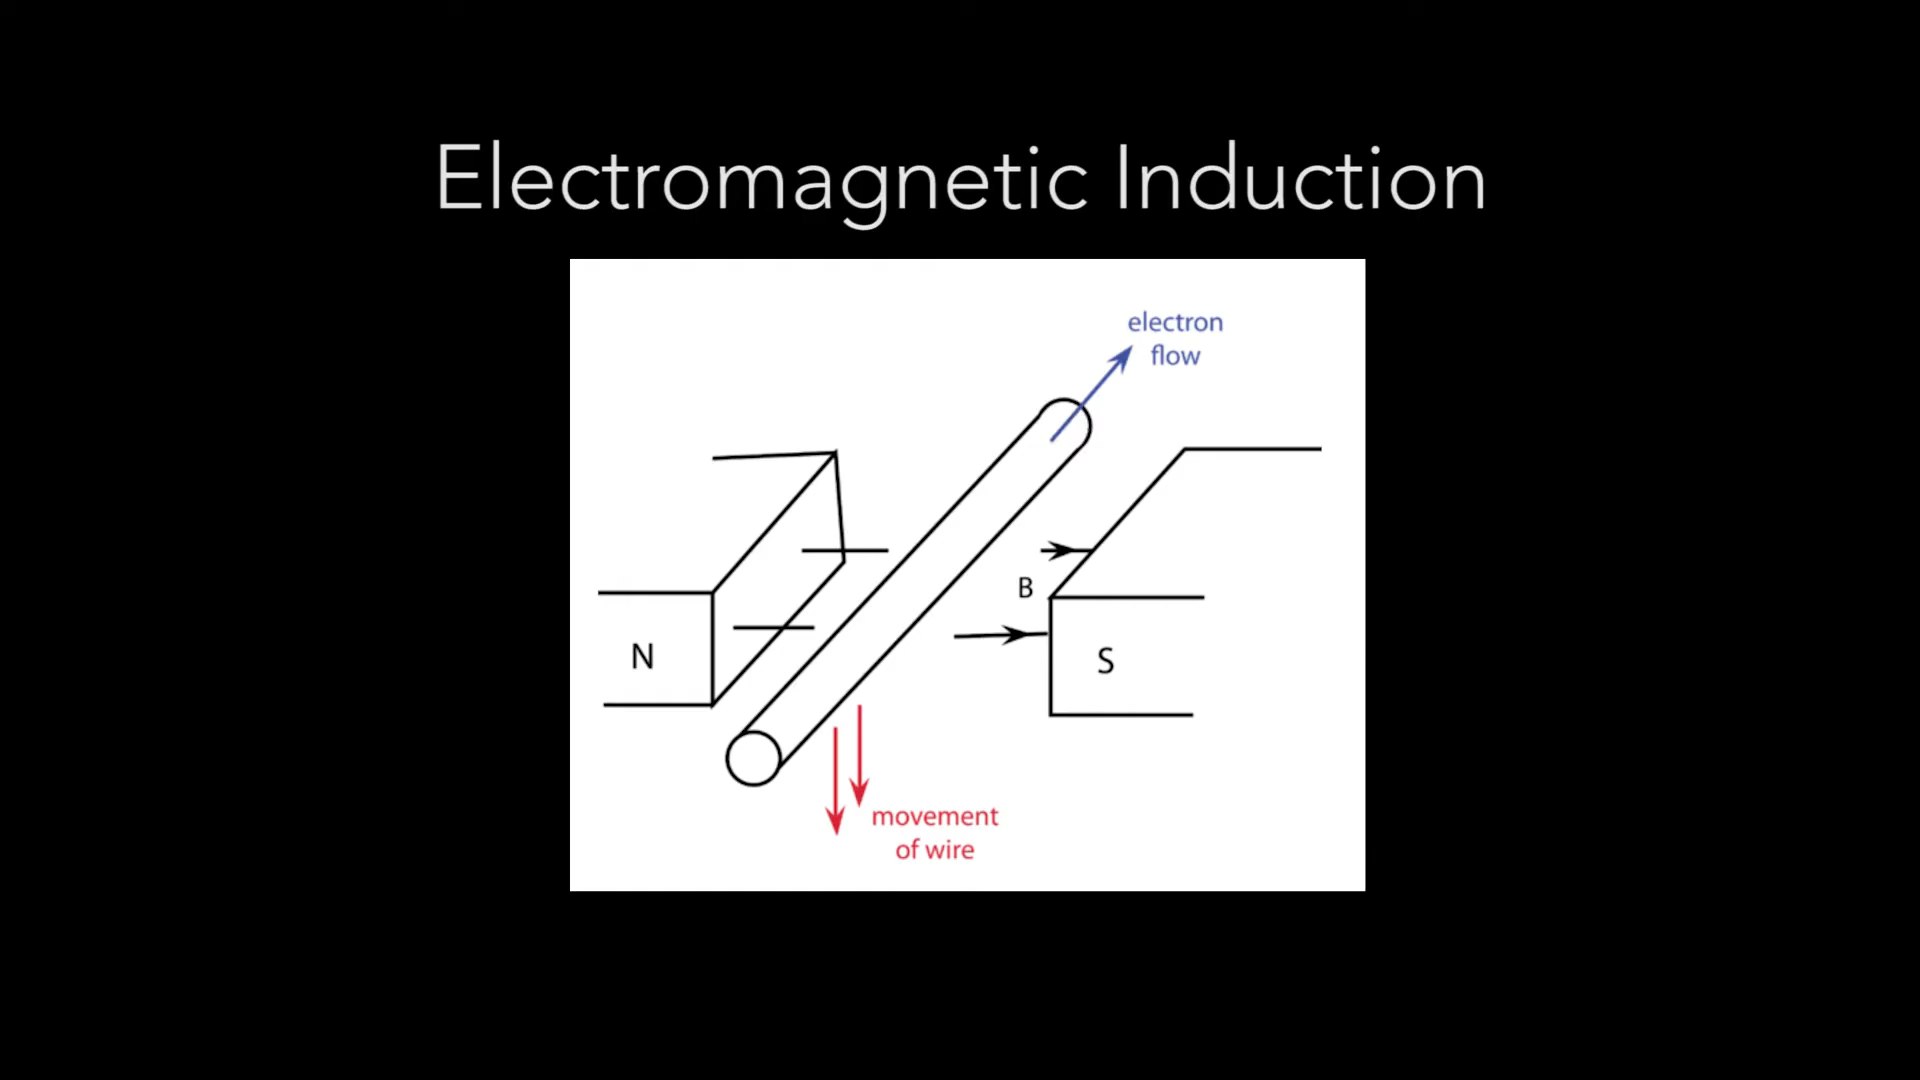 Electromagnetic Induction
electron
flow
B
N
S
movement
of wire